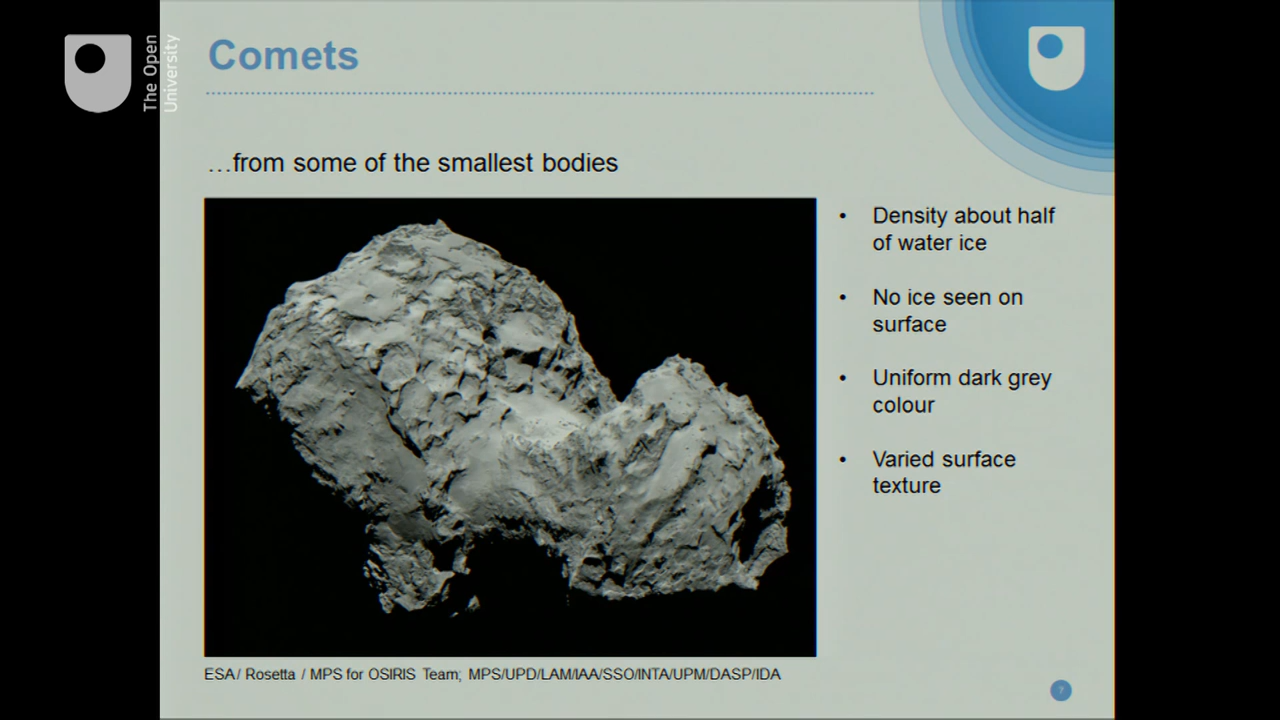 The Open
University
Comets
…from some of the smallest bodies
• Density about half
of water ice
• No ice seen on
surface
• Uniform dark grey
colour
• Varied surface
texture
ESA / Rosetta / MPS for OSIRIS Team; MPS/UPD/LAM/IAA/SSO/INTA/UPM/DASP/IDA
7